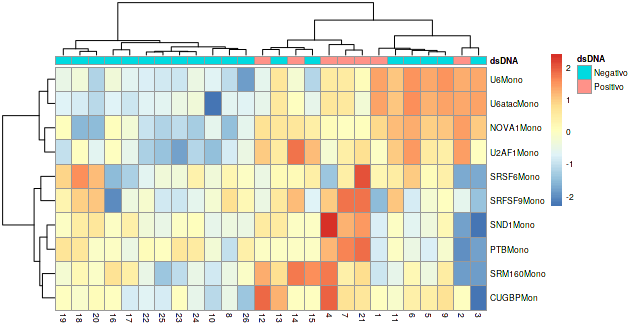 dsDNA
U6Mono
U6atacMono
NOVA1Mono
U2AF1Mono
SRSF6Mono
SRFSF9Mono
SND1Mono
PTBMono
SRM160Mono
CUGBPMon
19 18 20 16 17 22 25 23 24 10 8 26 12 13 14 15 4 7 21 1 11 6 5 9 2 3
2
1
0
-1
-2
dsDNA
Negativo
Positivo